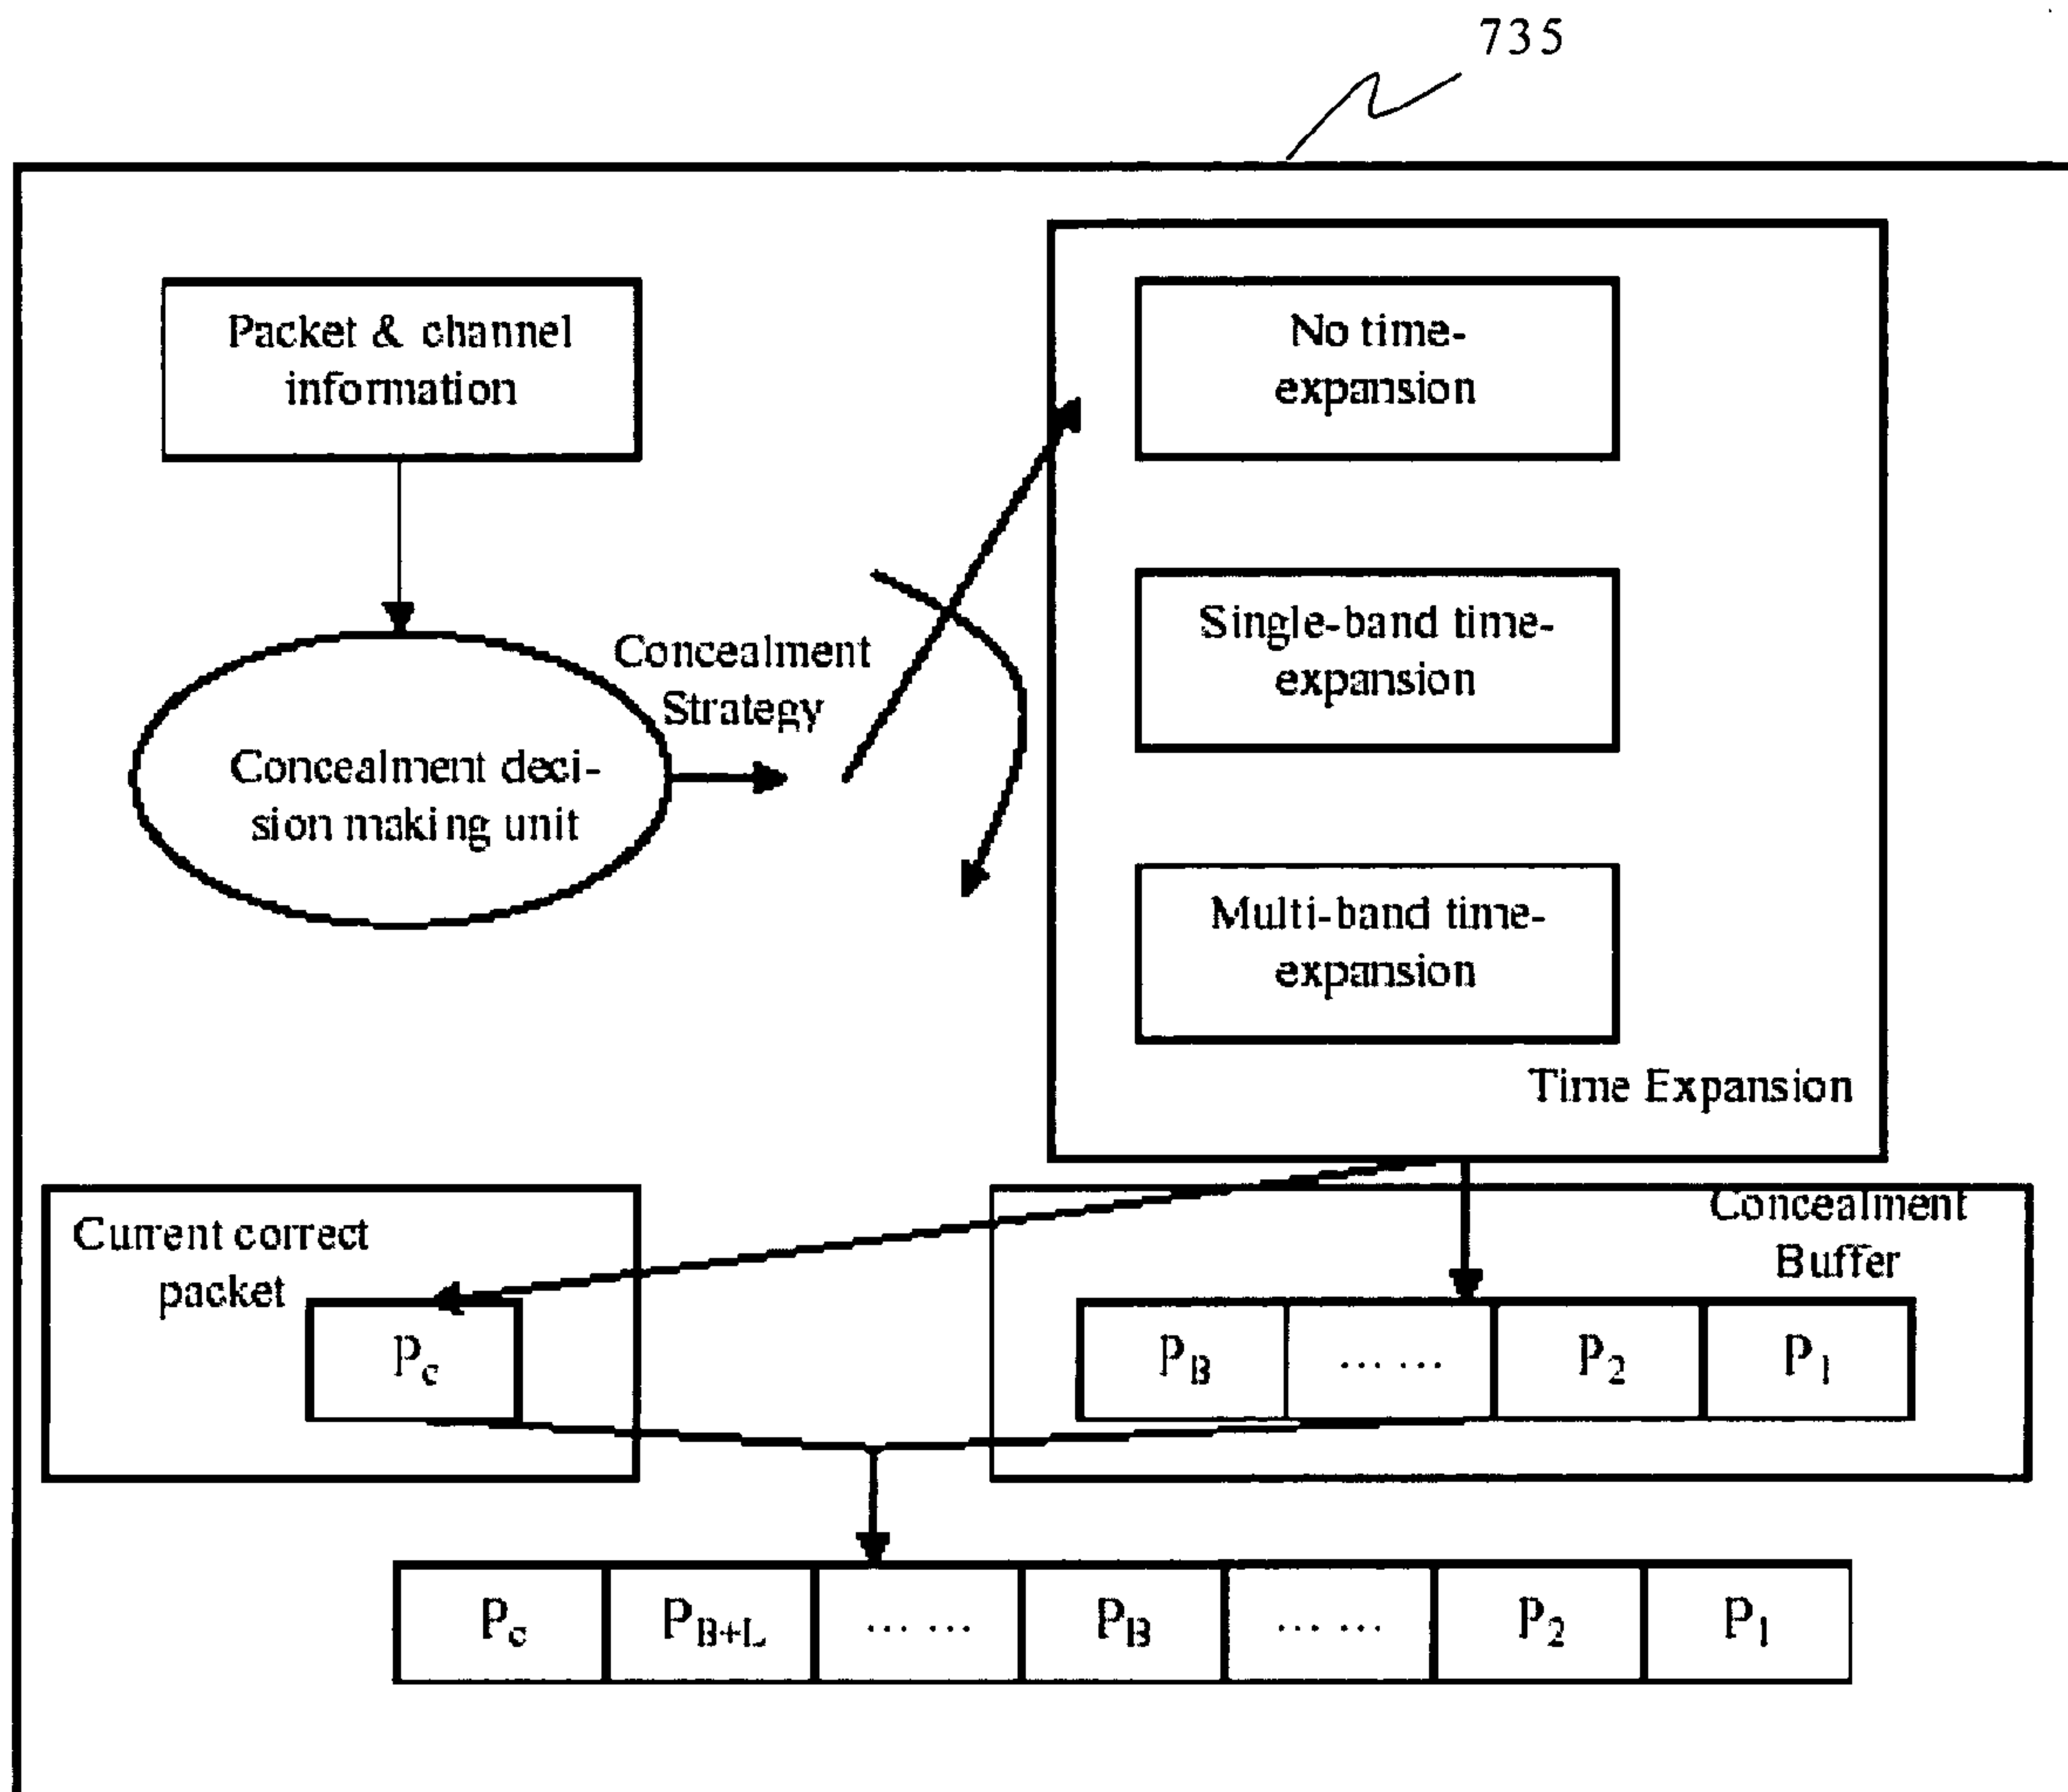 735
Packet & channel
information
No time-
expansion
Single-band time-
expansion
Concealment
Strategy
Concealment deci-
sion making unit
Multi-band time-
expansion
Time Expansion
Current correct
packet
Pc
Concealment
Buffer
PB ...... P2 P1
Pc PB+L ...... PB ...... P2 P1